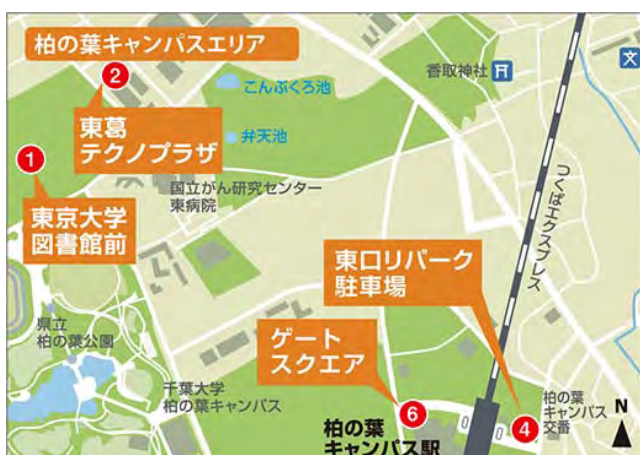 柏の葉キャンパスエリア
2
こんぶくろ池
香取神社
文
東葛
テクノプラザ
弁天池
1
国立がん研究センター
東病院
つくばエクスプレス
東京大学
図書館前
東口リパーク
駐車場
県立
柏の葉公園
ゲート
スクエア
千葉大学
柏の葉キャンパス
6
4
柏の葉
キャンパス
交番
N
柏の葉
キャンパス駅